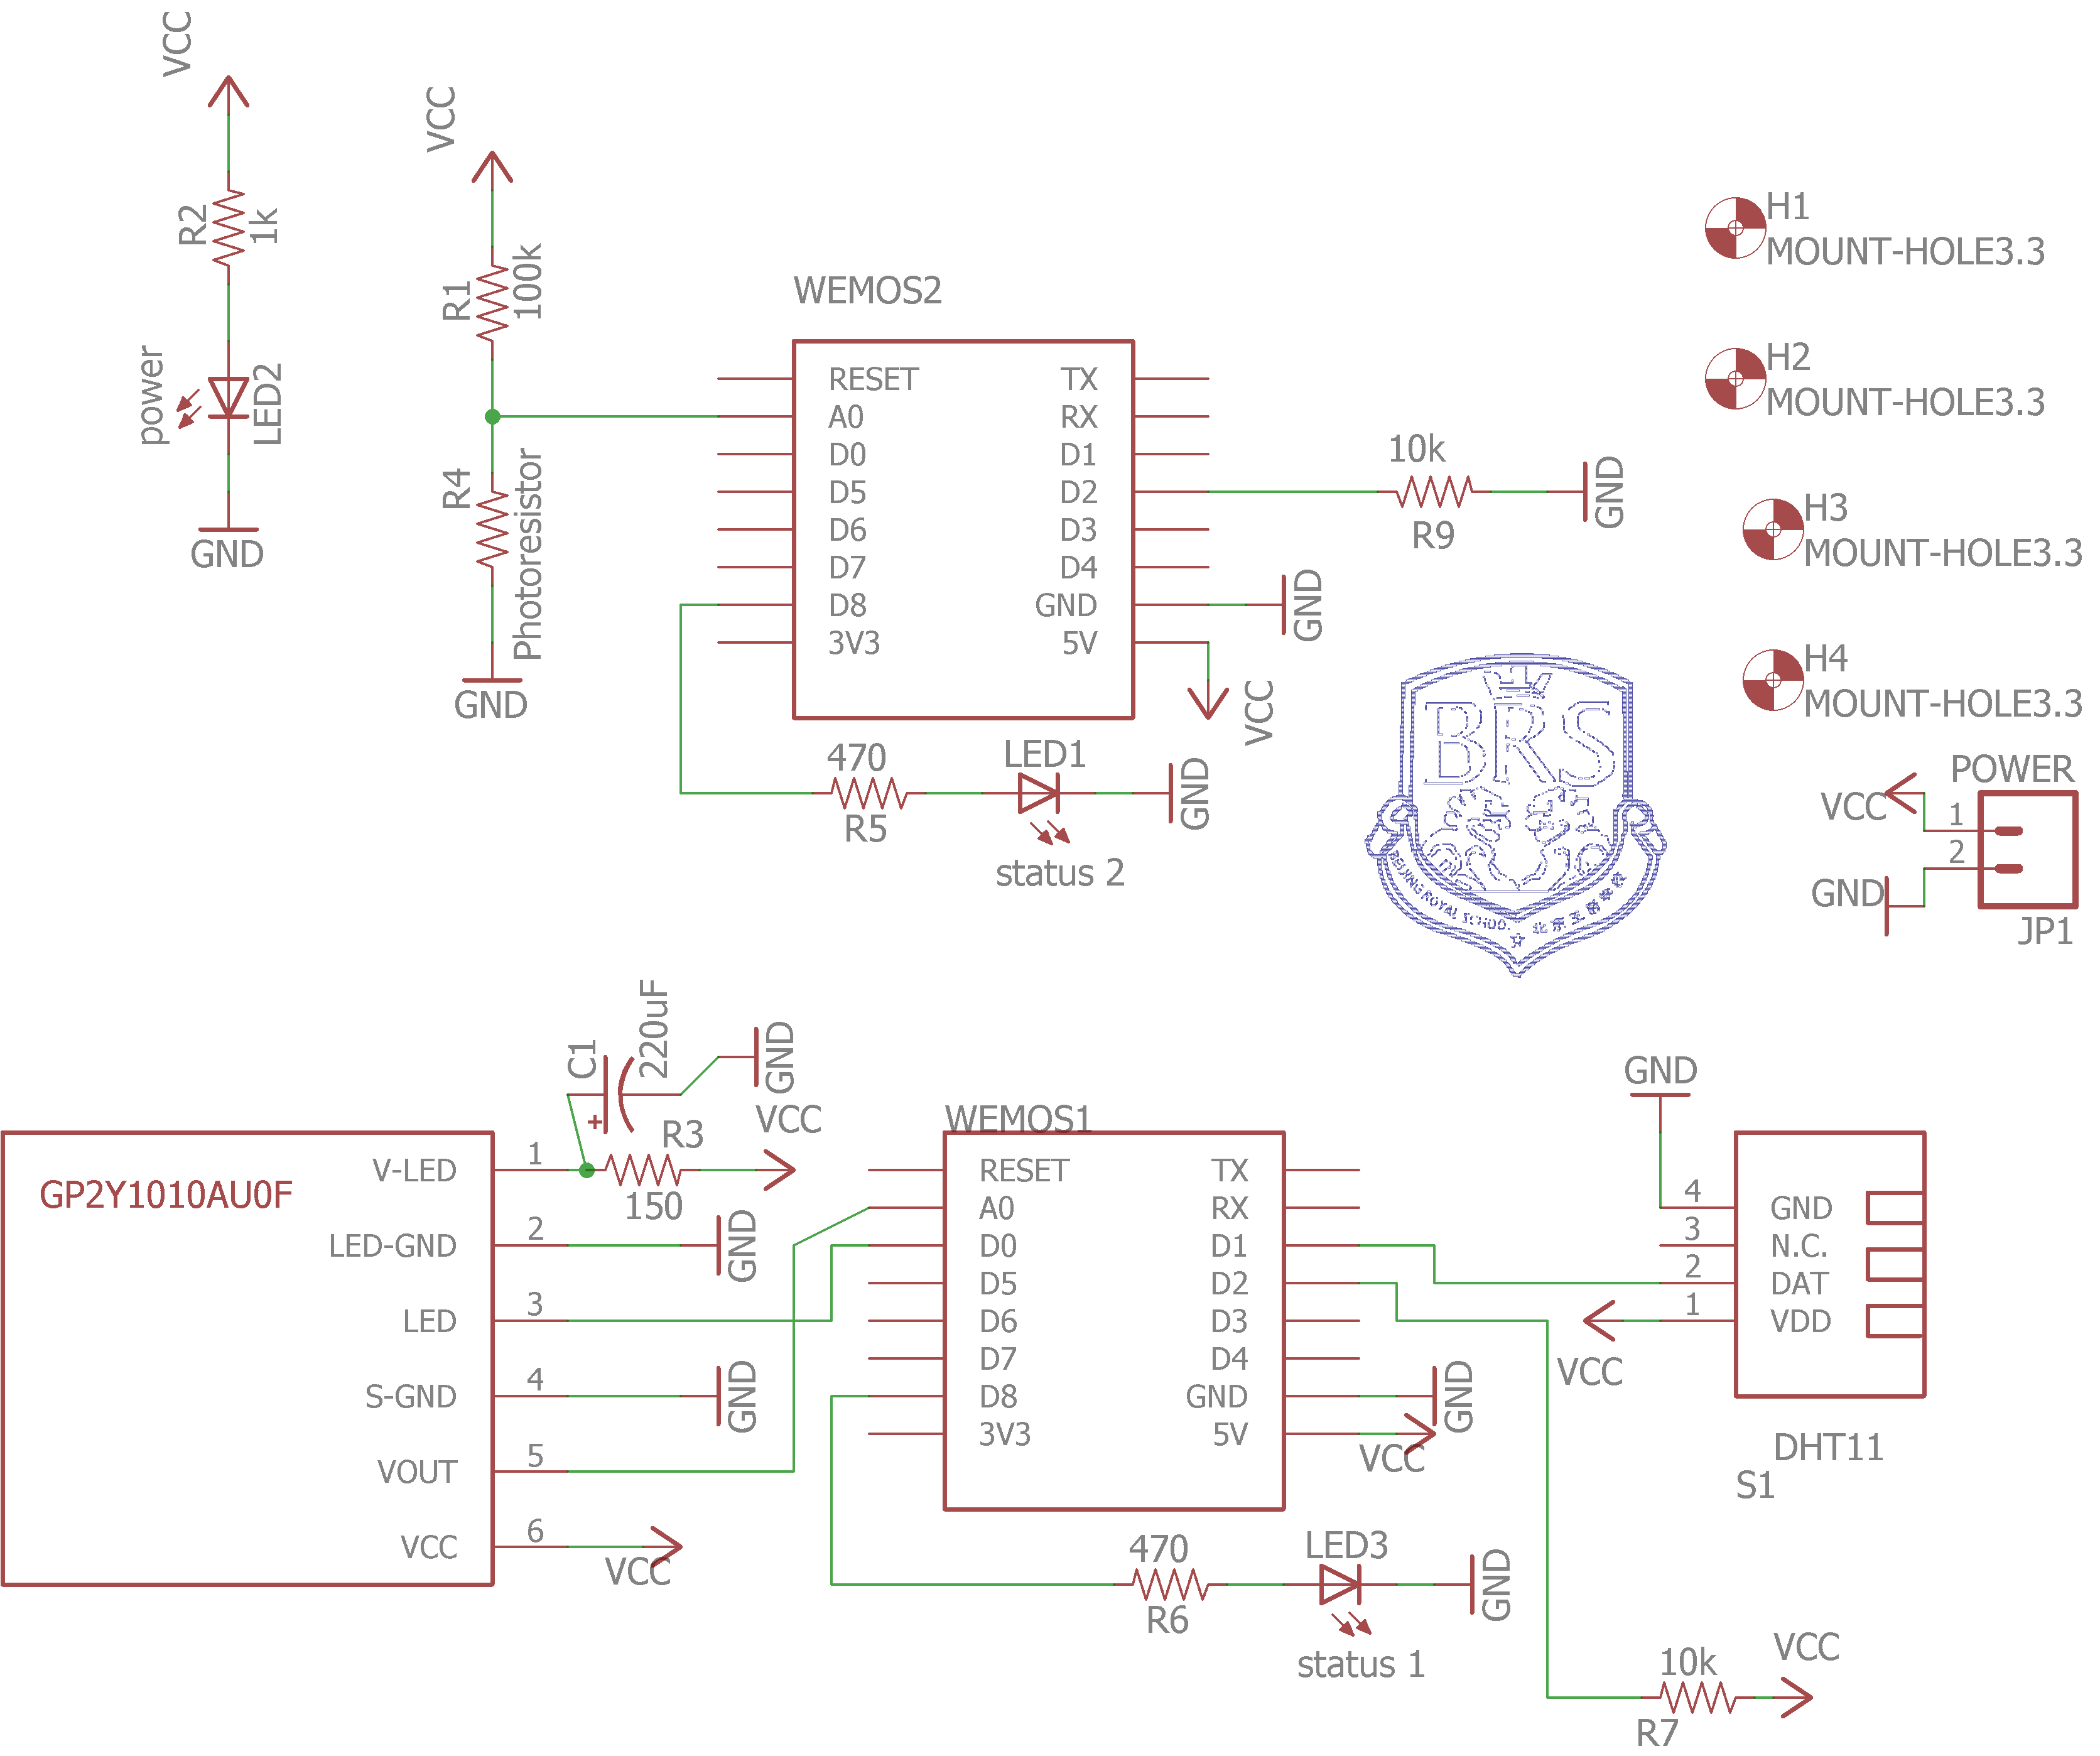 VCC
R2
1k
power
LED2
GND
VCC
R1
100k
R4
Photoresistor
GND
WEMOS2
RESET
A0
D0
D5
D6
D7
D8
3V3
TX
RX
D1
D2
D3
D4
GND
5V
10k
R9
GND
GND
VCC
470
R5
LED1
status 2
GND
H1
MOUNT-HOLE3.3
H2
MOUNT-HOLE3.3
H3
MOUNT-HOLE3.3
H4
MOUNT-HOLE3.3
BRS
BEIJING ROYAL SCHOOL
北京王府学校
POWER
VCC
1
2
GND
JP1
GP2Y1010AU0F
V-LED
LED-GND
LED
S-GND
VOUT
VCC
1
2
3
4
5
6
C1
+
220uF
GND
R3
150
VCC
GND
GND
VCC
WEMOS1
RESET
A0
D0
D5
D6
D7
D8
3V3
TX
RX
D1
D2
D3
D4
GND
5V
GND
VCC
470
R6
LED3
status 1
GND
GND
4
3
2
1
GND
N.C.
DAT
VDD
VCC
DHT11
S1
10k
R7
VCC